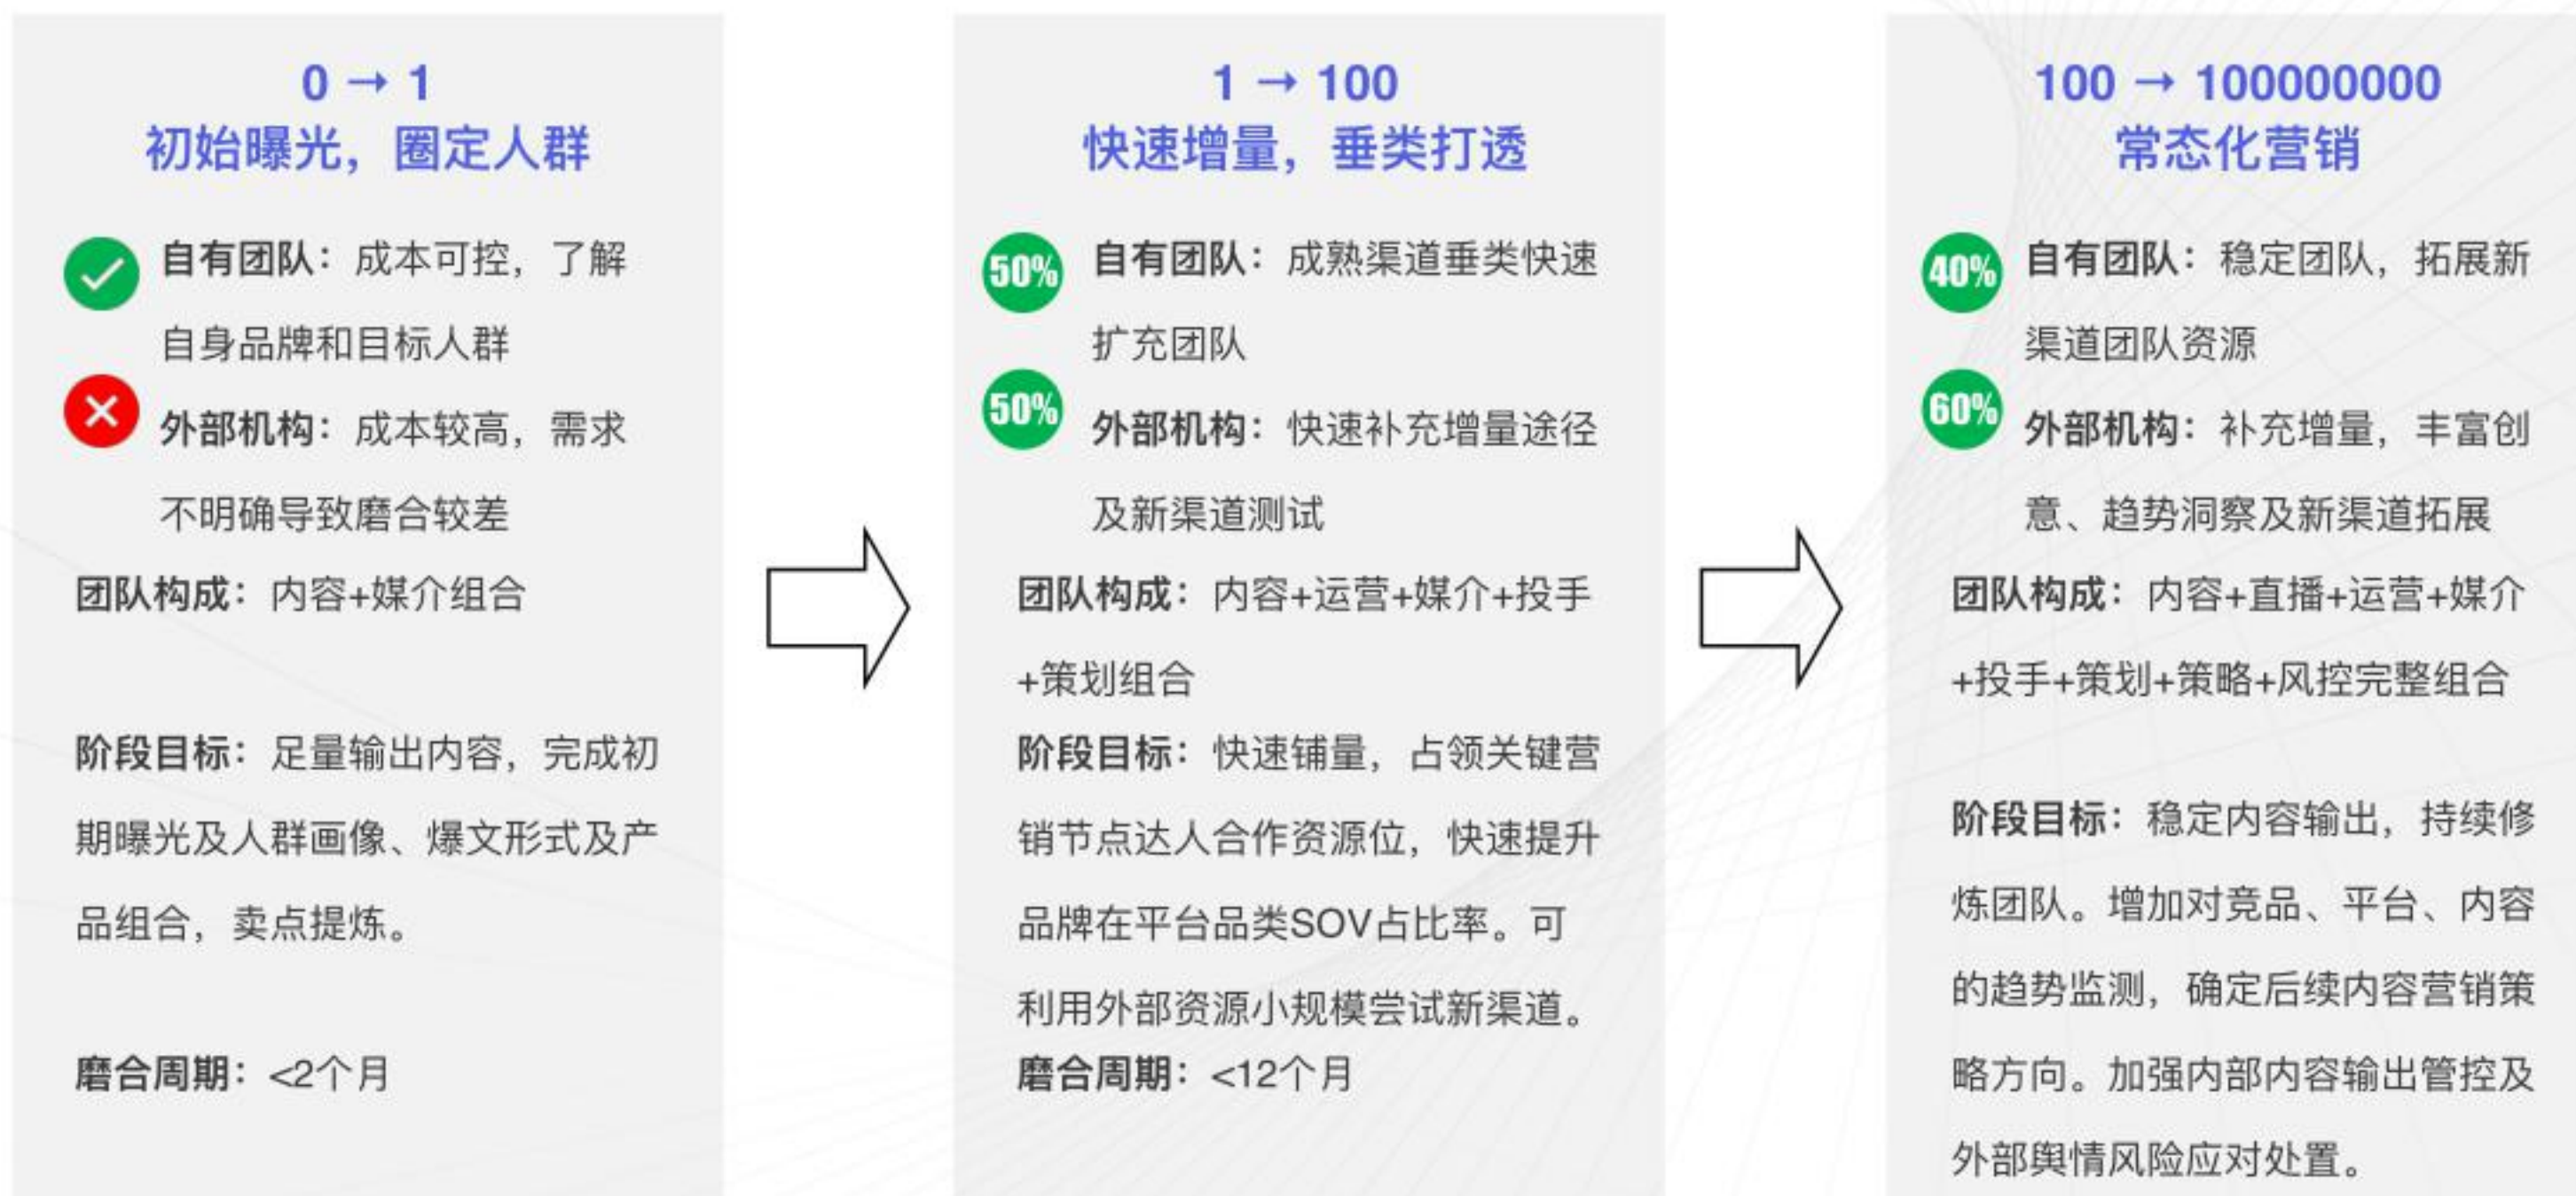 0 → 1
初始曝光，圈定人群
自有团队：成本可控，了解
自身品牌和目标人群
外部机构：成本较高，需求
不明确导致磨合较差
团队构成：内容+媒介组合
阶段目标：足量输出内容，完成初
期曝光及人群画像、爆文形式及产
品组合，卖点提炼。
磨合周期：<2个月
1 → 100
快速增量，垂类打透
50%
自有团队：成熟渠道垂类快速
扩充团队
50%
外部机构：快速补充增量途径
及新渠道测试
团队构成：内容+运营+媒介+投手
+策划组合
阶段目标：快速铺量，占领关键营
销节点达人合作资源位，快速提升
品牌在平台品类SOV占比率。可
利用外部资源小规模尝试新渠道。
磨合周期：<12个月
100 → 100000000
常态化营销
40%
自有团队：稳定团队，拓展新
渠道团队资源
60%
外部机构：补充增量，丰富创
意、趋势洞察及新渠道拓展
团队构成：内容+直播+运营+媒介
+投手+策划+策略+风控完整组合
阶段目标：稳定内容输出，持续修
炼团队。增加对竞品、平台、内容
的趋势监测，确定后续内容营销策
略方向。加强内部内容输出管控及
外部舆情风险应对处置。